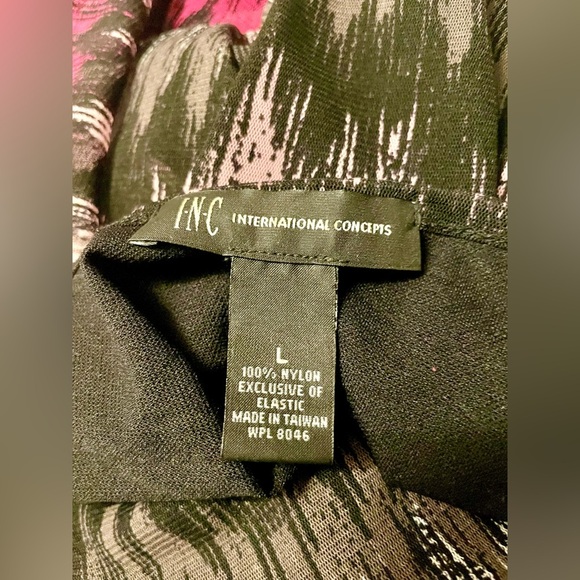 I·N·C INTERNATIONAL CONCEPTS
L
100% NYLON
EXCLUSIVE OF
ELASTIC
MADE IN TAIWAN
WPL 8046